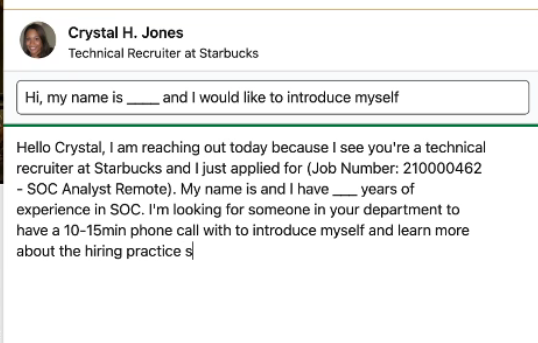 Crystal H. Jones
Technical Recruiter at Starbucks
Hi, my name is _____ and I would like to introduce myself
Hello Crystal, I am reaching out today because I see you're a technical
recruiter at Starbucks and I just applied for (Job Number: 210000462
- SOC Analyst Remote). My name is and I have ____ years of
experience in SOC. I'm looking for someone in your department to
have a 10-15min phone call with to introduce myself and learn more
about the hiring practice s